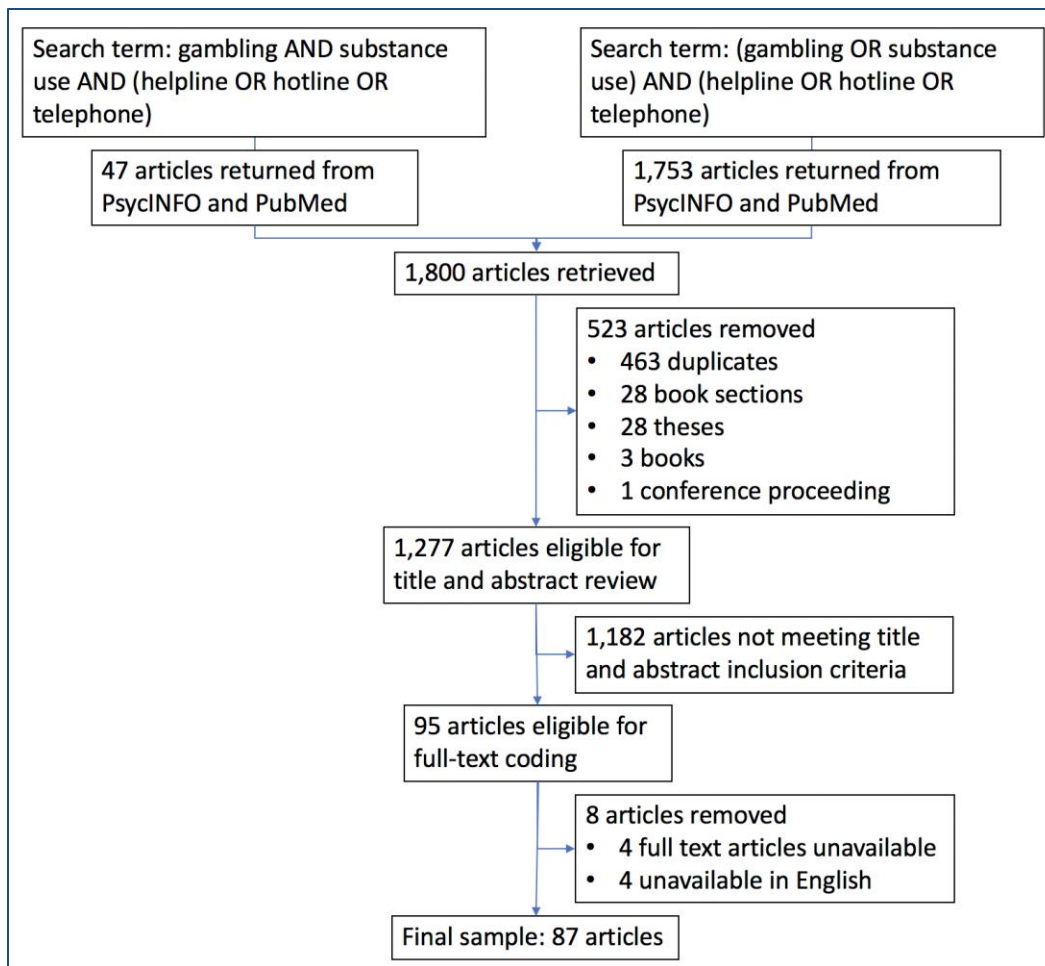 Search term: gambling AND substance
use AND (helpline OR hotline OR
telephone)
Search term: (gambling OR substance
use) AND (helpline OR hotline OR
telephone)
47 articles returned from
PsycINFO and PubMed
1,753 articles returned from
PsycINFO and PubMed
1,800 articles retrieved
523 articles removed
• 463 duplicates
• 28 book sections
• 28 theses
• 3 books
• 1 conference proceeding
1,277 articles eligible for
title and abstract review
1,182 articles not meeting title
and abstract inclusion criteria
95 articles eligible for
full-text coding
8 articles removed
• 4 full text articles unavailable
• 4 unavailable in English
Final sample: 87 articles